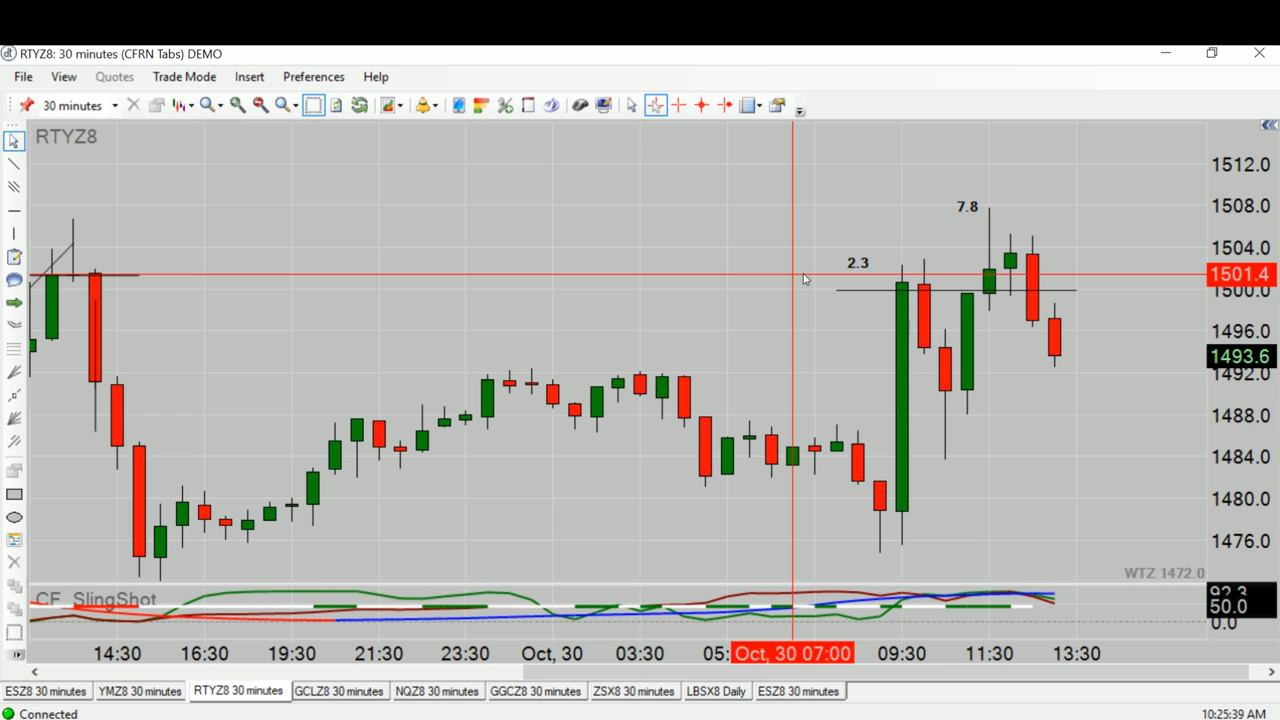 RTYZ8: 30 minutes (CFRN Tabs) DEMO
File View Quotes Trade Mode Insert Preferences Help
30 minutes
RTYZ8
1512.0
7.8
1508.0
1504.0
2.3
1501.4
1500.0
1496.0
1493.6
1492.0
1488.0
1484.0
1480.0
1476.0
WTZ 1472.0
CF_SlingShot
92.3
50.0
0.0
14:30 16:30 19:30 21:30 23:30 Oct, 30 03:30 05: Oct, 30 07:00 09:30 11:30 13:30
ESZ8 30 minutes YMZ8 30 minutes RTYZ8 30 minutes GCLZ8 30 minutes NQZ8 30 minutes GGCZ8 30 minutes ZSX8 30 minutes LBSX8 Daily ESZ8 30 minutes
Connected 10:25:39 AM